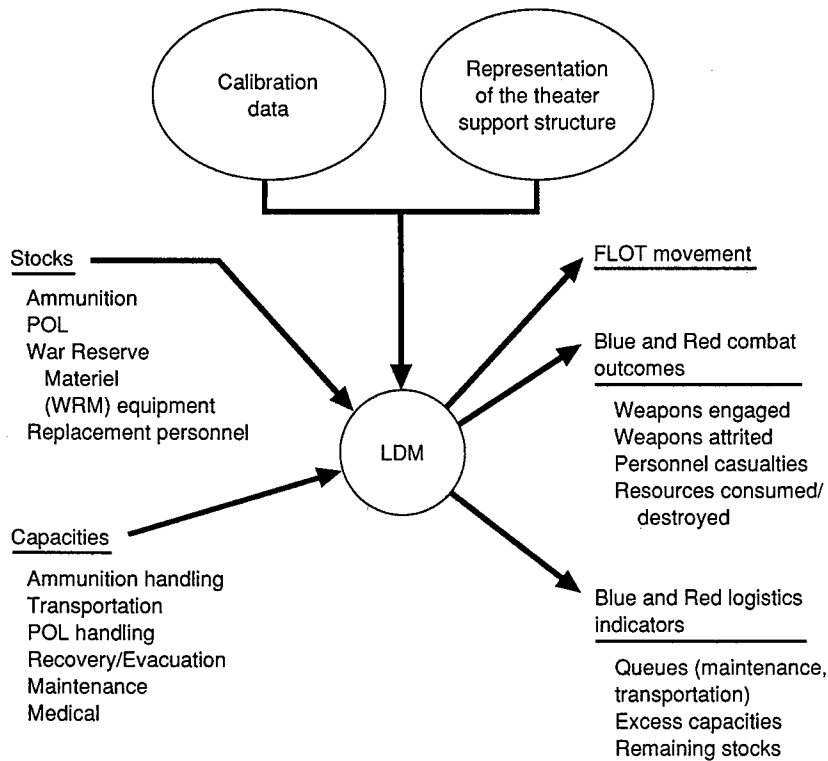 Calibration
data
Representation
of the theater
support structure
Stocks
Ammunition
POL
War Reserve
Materiel
(WRM) equipment
Replacement personnel
Capacities
Ammunition handling
Transportation
POL handling
Recovery/Evacuation
Maintenance
Medical
LDM
FLOT movement
Blue and Red combat
outcomes
Weapons engaged
Weapons attrited
Personnel casualties
Resources consumed/
destroyed
Blue and Red logistics
indicators
Queues (maintenance,
transportation)
Excess capacities
Remaining stocks